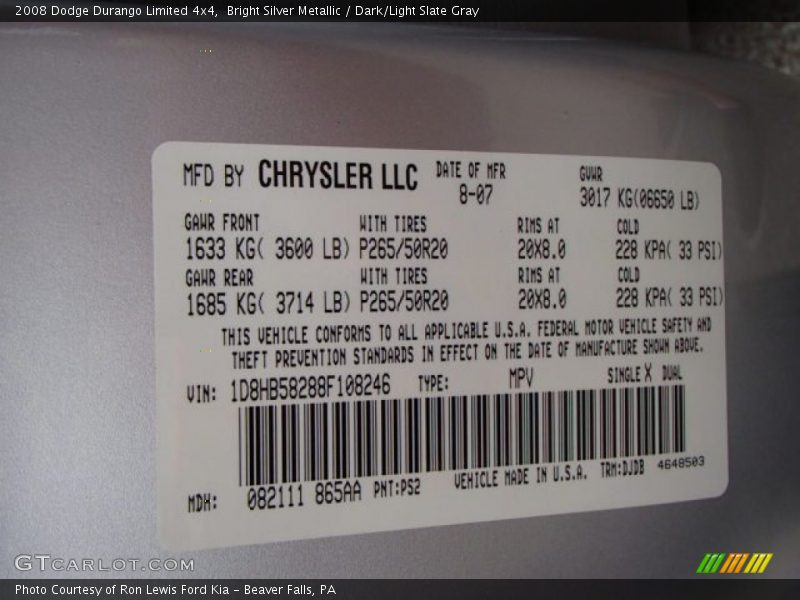 2008 Dodge Durango Limited 4x4,  Bright Silver Metallic / Dark/Light Slate Gray
MFD BY CHRYSLER LLC DATE OF MFR GVWR
8-07 3017 KG(06650 LB)
GAWR FRONT WITH TIRES RIMS AT COLD
1633 KG( 3600 LB) P265/50R20 20X8.0 228 KPA( 33 PSI)
GAWR REAR WITH TIRES RIMS AT COLD
1685 KG( 3714 LB) P265/50R20 20X8.0 228 KPA( 33 PSI)
THIS VEHICLE CONFORMS TO ALL APPLICABLE U.S.A. FEDERAL MOTOR VEHICLE SAFETY AND
THEFT PREVENTION STANDARDS IN EFFECT ON THE DATE OF MANUFACTURE SHOWN ABOVE.
VIN: 1D8HB58288F108246 TYPE: MPV SINGLE X DUAL
MDH: 082111 865AA PNT:PS2 VEHICLE MADE IN U.S.A. TRM:DJDB 4648503
GTCARLOT.COM
Photo Courtesy of Ron Lewis Ford Kia - Beaver Falls, PA